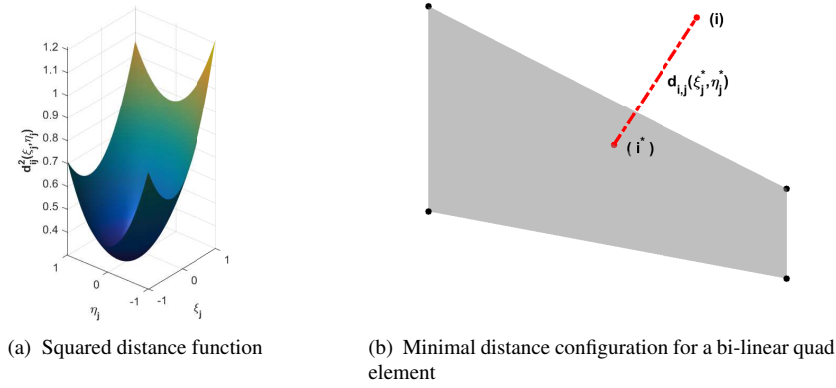 1.2
1.1
1
0.9
0.8
0.7
0.6
0.5
0.4
d²ij(ξj,ηj)
1
0
-1
-1
0
1
ηj
ξj
(i)
di,j(ξ*j,η*j)
( i* )
(a) Squared distance function
(b) Minimal distance configuration for a bi-linear quad
element